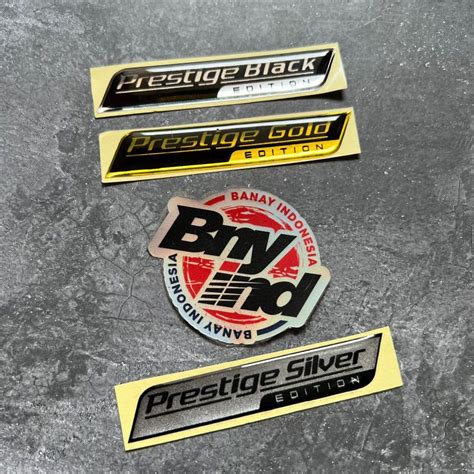 Prestige Black
EDITION
Prestige Gold
EDITION
BANAY INDONESIA
Bny
ind
BANAY INDONESIA
Prestige Silver
EDITION